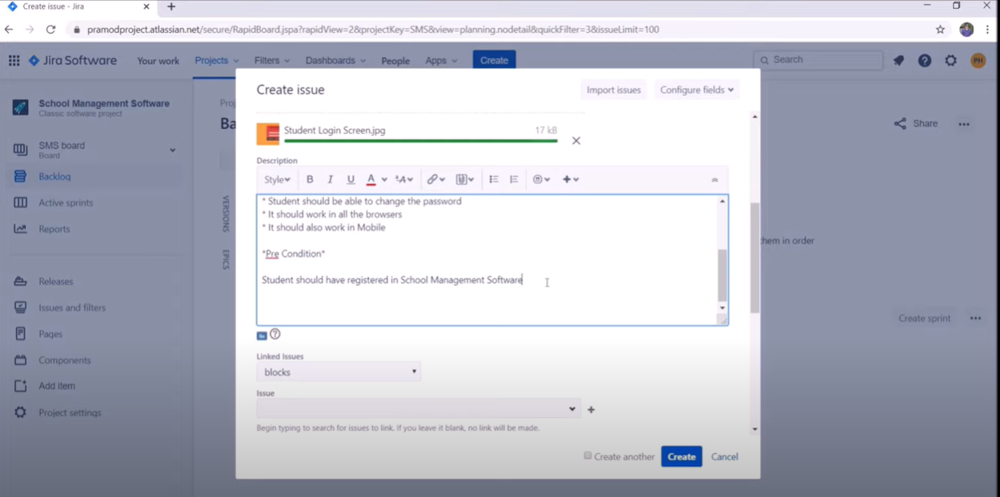 Create issue - Jira
pramodproject.atlassian.net/secure/RapidBoard.jspa?rapidView=2&projectKey=SMS&view=planning.nodetail&quickFilter=3&issueLimit=100
Jira Software Your work Projects Filters Dashboards People Apps Create Search PH
School Management Software
Classic software project
SMS board
Board
Backlog
Active sprints
Reports
Releases
Issues and filters
Pages
Components
Add item
Project settings
Proj
Ba
Share
VERSIONS
EPICS
them in order
Create sprint
Create issue
Import issues Configure fields
Student Login Screen.jpg 17 kB
Description
Style B I U A
* Student should be able to change the password
* It should work in all the browsers
* It should also work in Mobile
*Pre Condition*
Student should have registered in School Management Software
Linked Issues
blocks
Issue
Begin typing to search for issues to link. If you leave it blank, no link will be made.
Create another Create Cancel